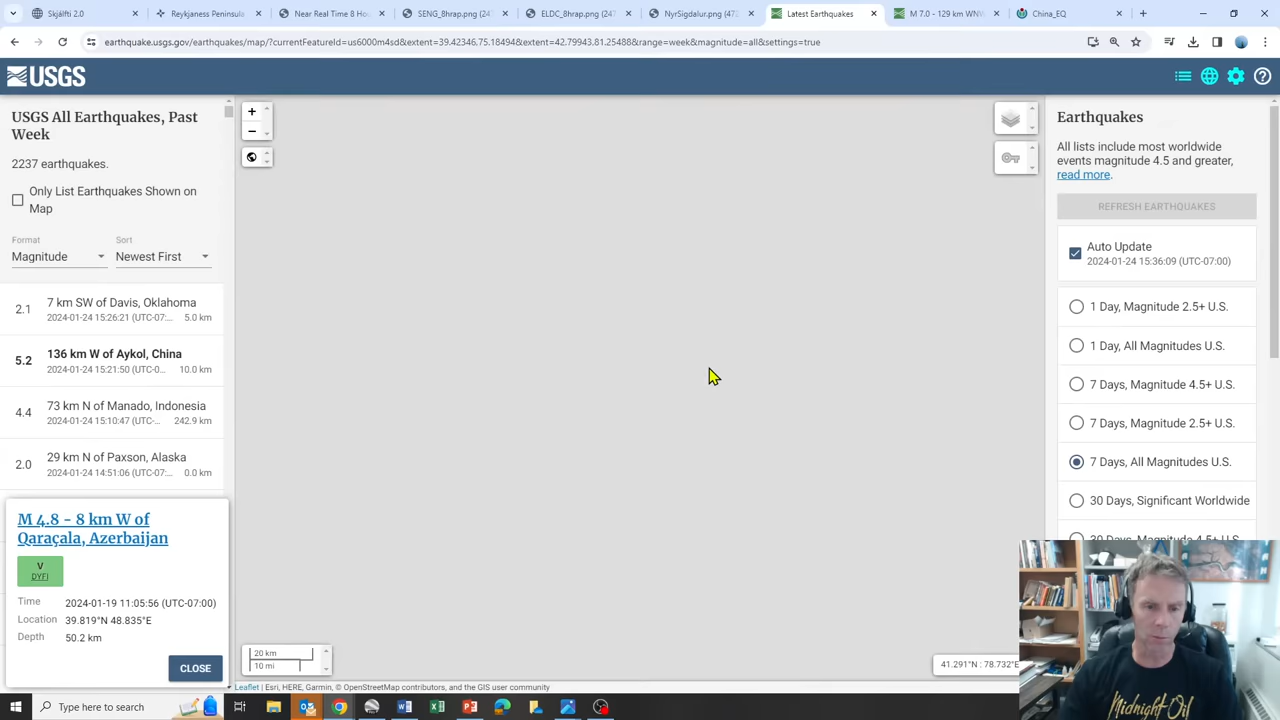 Skjálfti 2.0
Reykjaness Peninsula
Near Real Time 8 Hou
SENG_8hrap.png (247
ELDC_8hrap.png (247
NyrSigdalur.png (472
Latest Earthquakes
M 7.0 - 129 km WNW
China_EQ
earthquake.usgs.gov/earthquakes/map/?currentFeatureId=us6000m4sd&extent=39.42346,75.18494&extent=42.79943,81.25488&range=week&magnitude=all&settings=true
USGS
USGS All Earthquakes, Past
Week
2237 earthquakes.
Only List Earthquakes Shown on
Map
Format
Magnitude
Sort
Newest First
2.1
7 km SW of Davis, Oklahoma
2024-01-24 15:26:21 (UTC-07:...
5.0 km
5.2
136 km W of Aykol, China
2024-01-24 15:21:50 (UTC-0...
10.0 km
4.4
73 km N of Manado, Indonesia
2024-01-24 15:10:47 (UTC-...
242.9 km
2.0
29 km N of Paxson, Alaska
2024-01-24 14:51:06 (UTC-07:...
0.0 km
M 4.8 - 8 km W of
Qaraçala, Azerbaijan
V
DYFI
Time
2024-01-19 11:05:56 (UTC-07:00)
Location
39.819°N 48.835°E
Depth
50.2 km
CLOSE
+
−
20 km
10 mi
41.291°N : 78.732°E
Leaflet | Esri, HERE, Garmin, © OpenStreetMap contributors, and the GIS user community
Earthquakes
All lists include most worldwide
events magnitude 4.5 and greater,
read more.
REFRESH EARTHQUAKES
Auto Update
2024-01-24 15:36:09 (UTC-07:00)
1 Day, Magnitude 2.5+ U.S.
1 Day, All Magnitudes U.S.
7 Days, Magnitude 4.5+ U.S.
7 Days, Magnitude 2.5+ U.S.
7 Days, All Magnitudes U.S.
30 Days, Significant Worldwide
30 Days, Magnitude 4.5+ U.S.
Midnight Oil
Type here to search